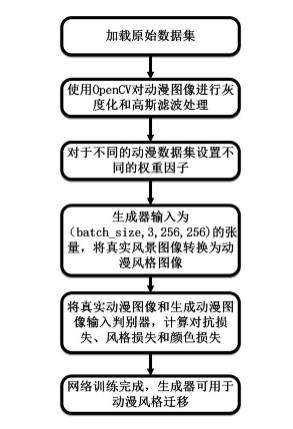 加载原始数据集
使用OpenCV对动漫图像进行灰
度化和高斯滤波处理
对于不同的动漫数据集设置不
同的权重因子
生成器输入为
(batch_size,3,256,256)的张
量，将真实风景图像转换为动
漫风格图像
将真实动漫图像和生成动漫图
像输入判别器，计算对抗损
失、风格损失和颜色损失
网络训练完成，生成器可用于
动漫风格迁移